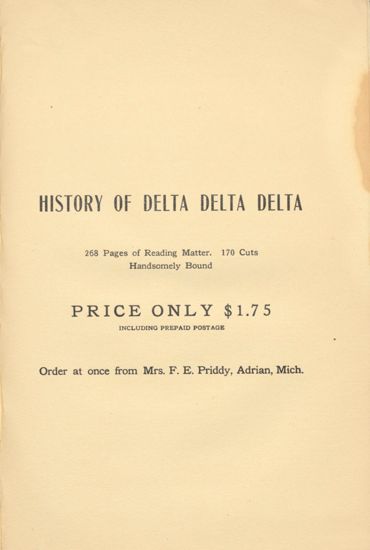 HISTORY OF DELTA DELTA DELTA
268 Pages of Reading Matter. 170 Cuts
Handsomely Bound
PRICE ONLY $1.75
INCLUDING PREPAID POSTAGE
Order at once from Mrs. F. E. Priddy, Adrian, Mich.